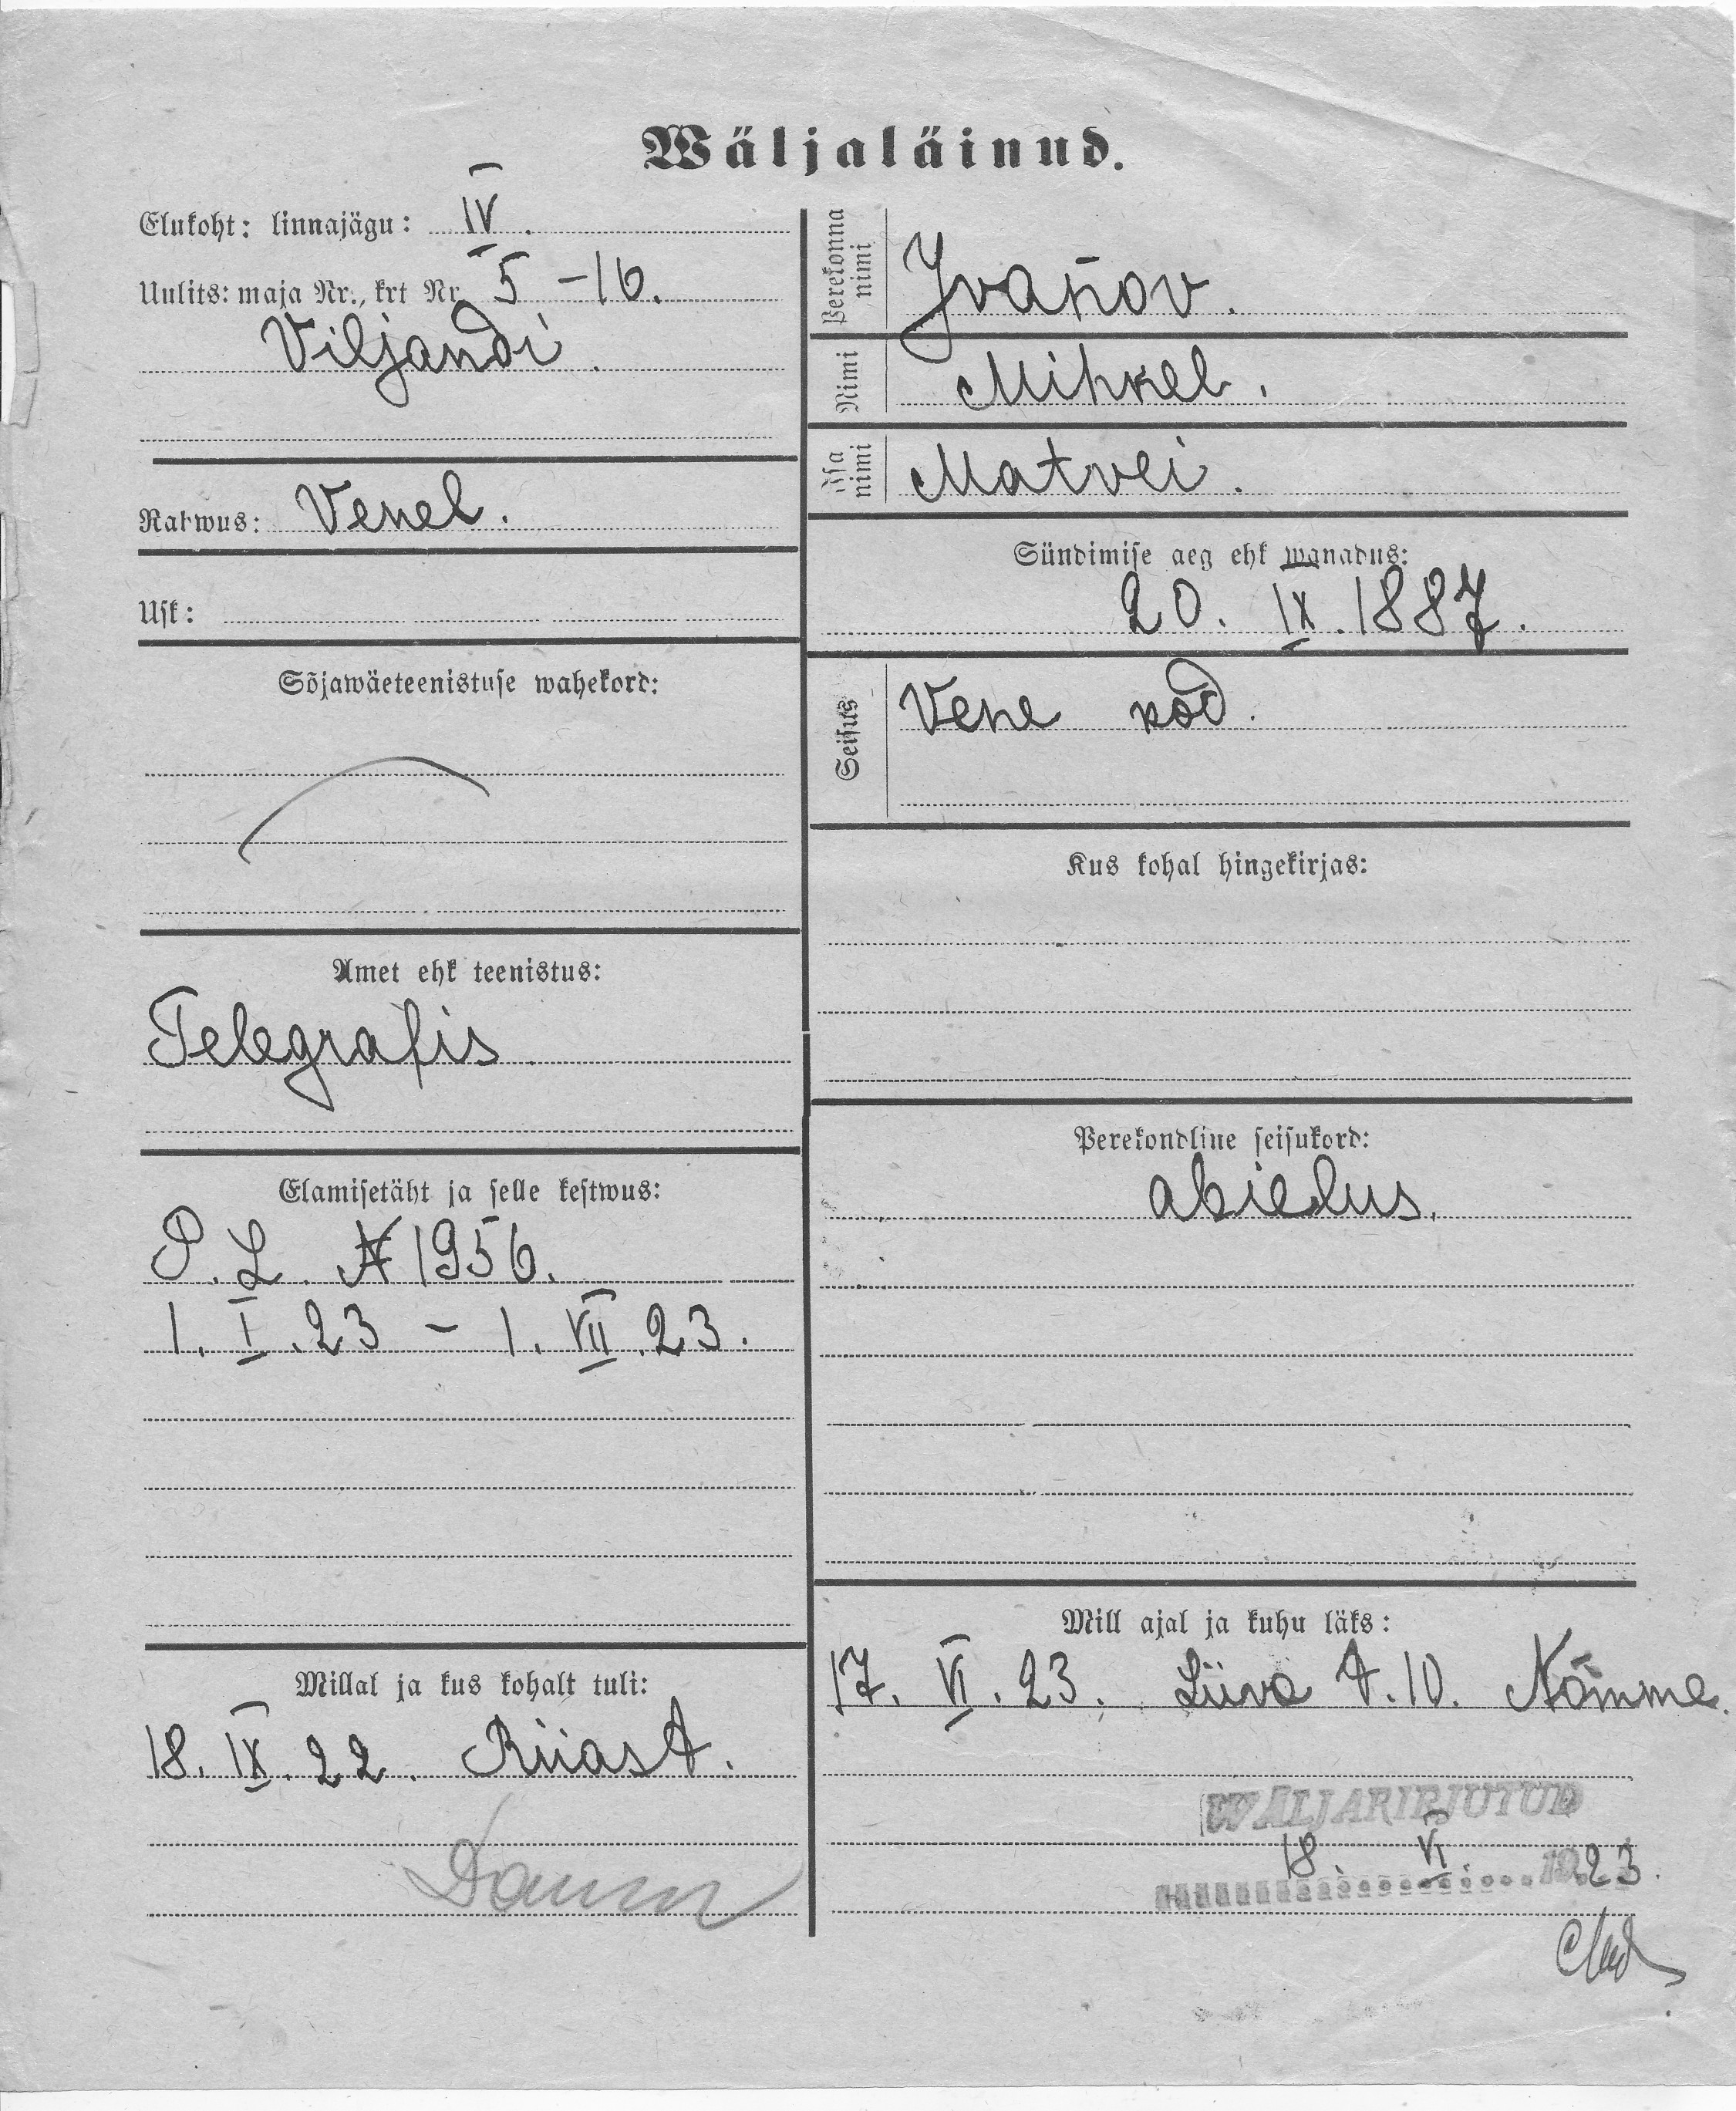 Wäljaläinud.
Elukoht: linnajägu: IV.
Uulits: maja Nr., krt Nr. 5 - 16.
Viljandi.
Rahwus: Venel.
Usk:
Sõjawäeteenistuse wahekord:
Amet ehk teenistus:
Telegrafis.
Elamisetäht ja selle kestwus:
P. L. № 1956.
1. I. 23 - 1. VII. 23.
Millal ja kus kohalt tuli:
18. IX. 22. Riiast.
Perekonna nimi
Ivanov.
Nimi
Mihkel.
Isa nimi
Matvei.
Sündimise aeg ehk wanadus:
20. IX. 1887.
Seisus
Vene kod.
Kus kohal hingekirjas:
Perekondline seisukord:
abielus.
Mill ajal ja kuhu läks:
17. VI. 23. Liiva t. 10. Nõmme.
WÄLJAKIRJUTUD
18. VI. 1923.